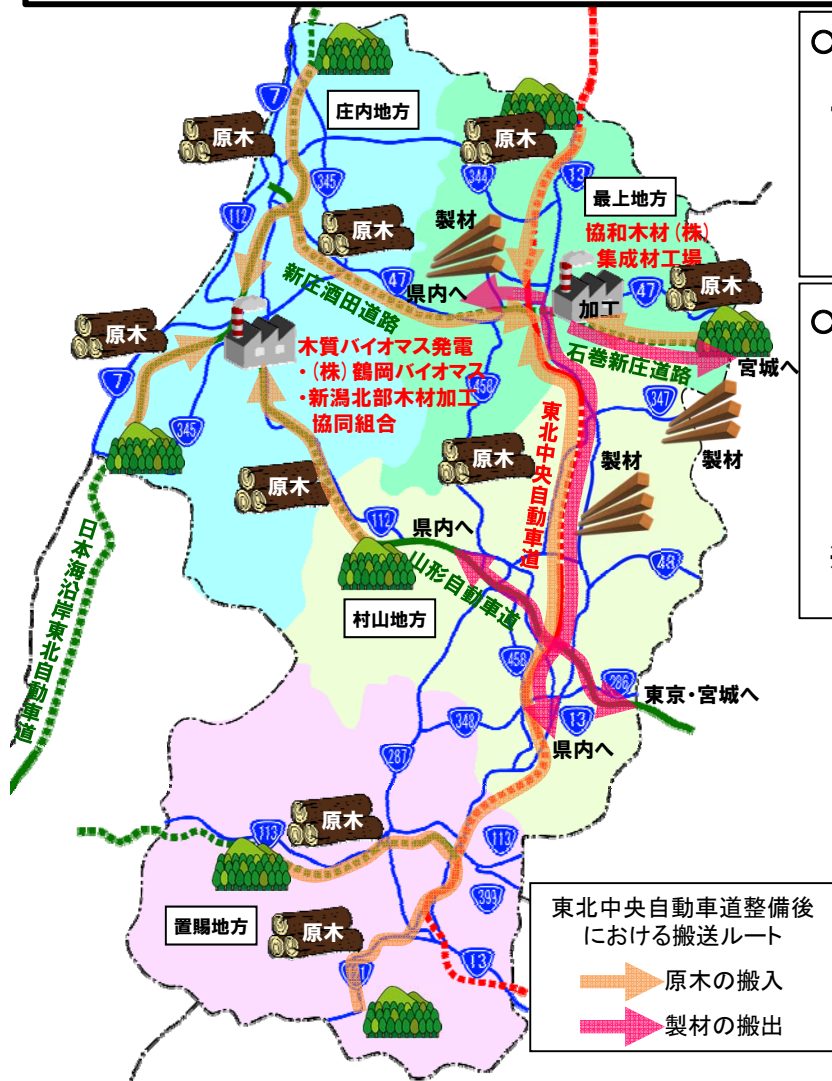 庄内地方
7
原木
原木
345
344
13
最上地方
112
原木
製材
協和木材(株)
集成材工場
原木
新庄酒田道路
47
県内へ
47
加工
原木
石巻新庄道路
宮城へ
木質バイオマス発電
・(株)鶴岡バイオマス
・新潟北部木材加工
協同組合
7
345
458
347
東北中央自動車道
原木
製材
製材
原木
112
県内へ
山形自動車道
48
日本海沿岸東北自動車道
村山地方
458
286
東京・宮城へ
348
13
287
県内へ
原木
113
113
399
置賜地方
原木
13
東北中央自動車道整備後
における搬送ルート
原木の搬入
製材の搬出